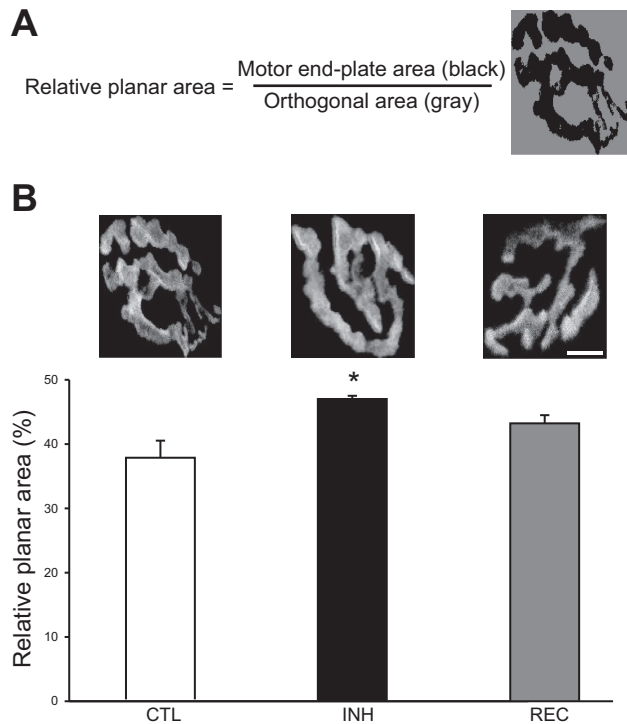 A
Relative planar area = Motor end-plate area (black)
Orthogonal area (gray)
B
*
Relative planar area (%)
50
40
30
20
10
0
CTL INH REC